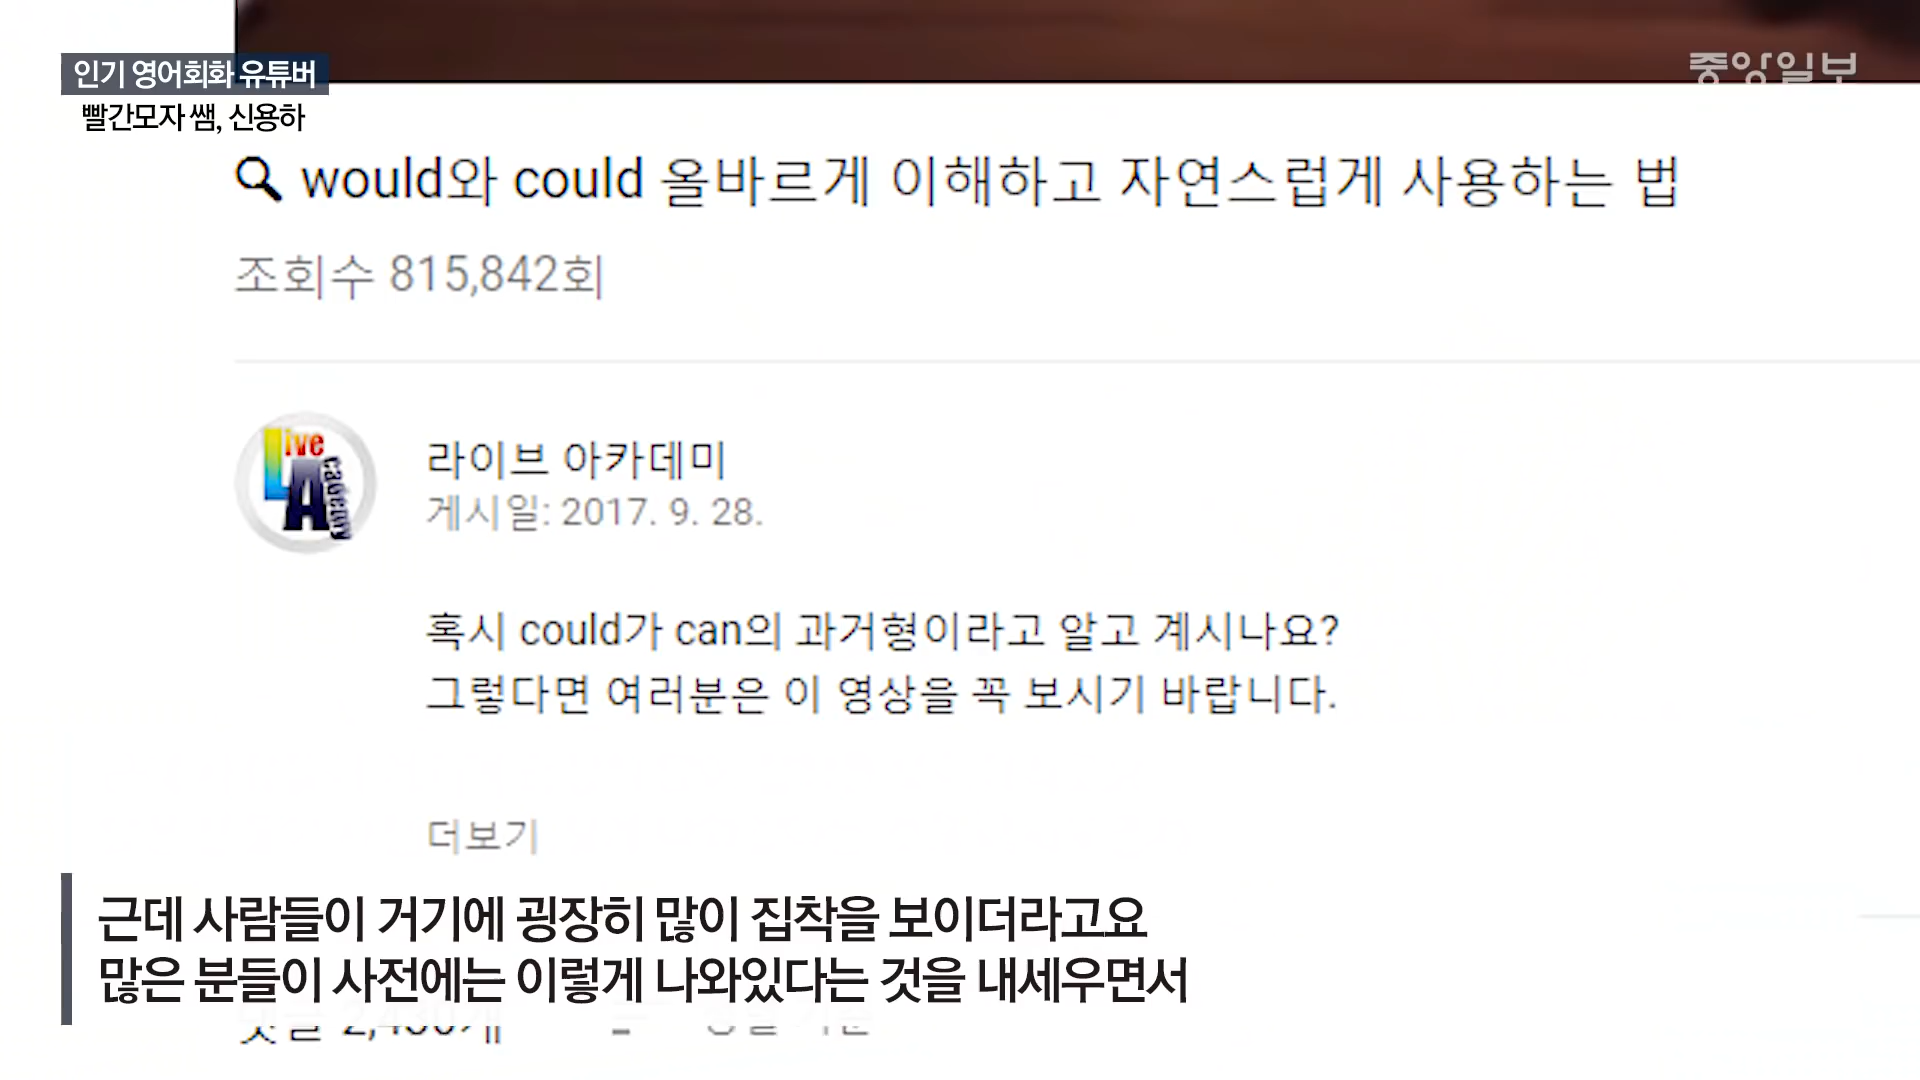 인기 영어회화 유튜버
빨간모자 쌤, 신용하
중앙일보
would와 could 올바르게 이해하고 자연스럽게 사용하는 법
조회수 815,842회
Live Academy
라이브 아카데미
게시일: 2017. 9. 28.
혹시 could가 can의 과거형이라고 알고 계시나요?
그렇다면 여러분은 이 영상을 꼭 보시기 바랍니다.
더보기
근데 사람들이 거기에 굉장히 많이 집착을 보이더라고요
많은 분들이 사전에는 이렇게 나와있다는 것을 내세우면서